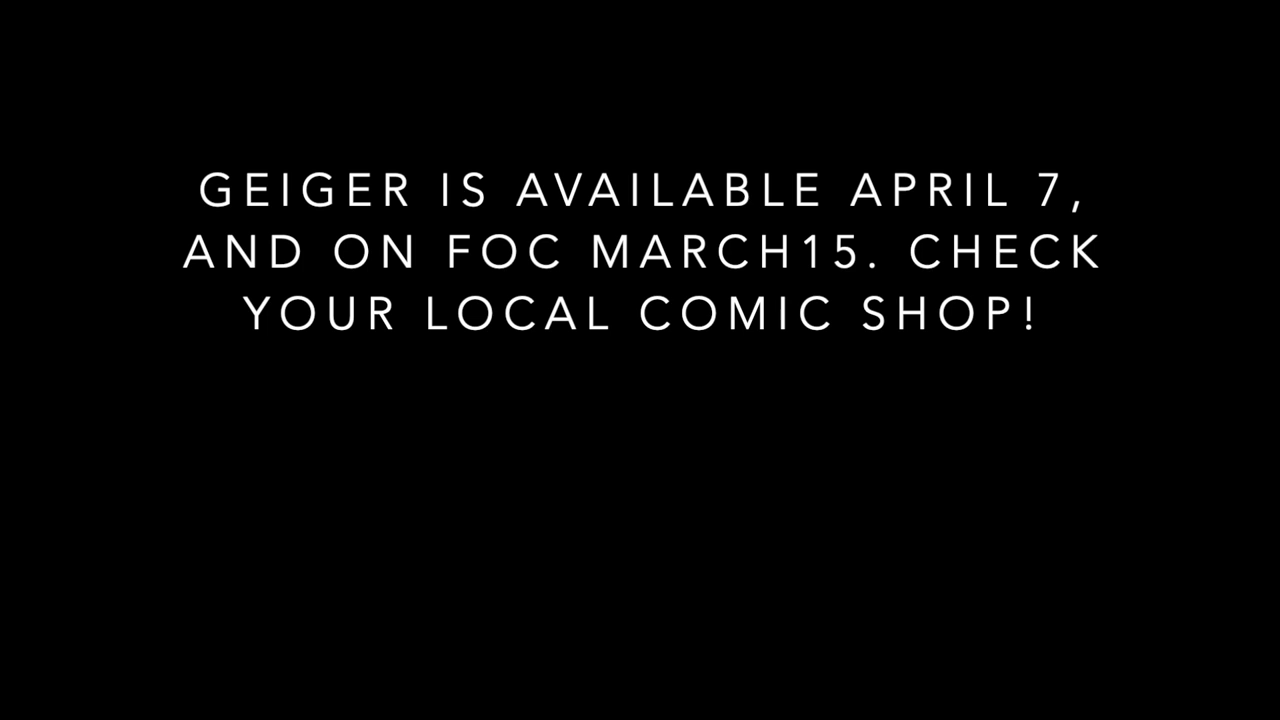 GEIGER IS AVAILABLE APRIL 7,
AND ON FOC MARCH15. CHECK
YOUR LOCAL COMIC SHOP!